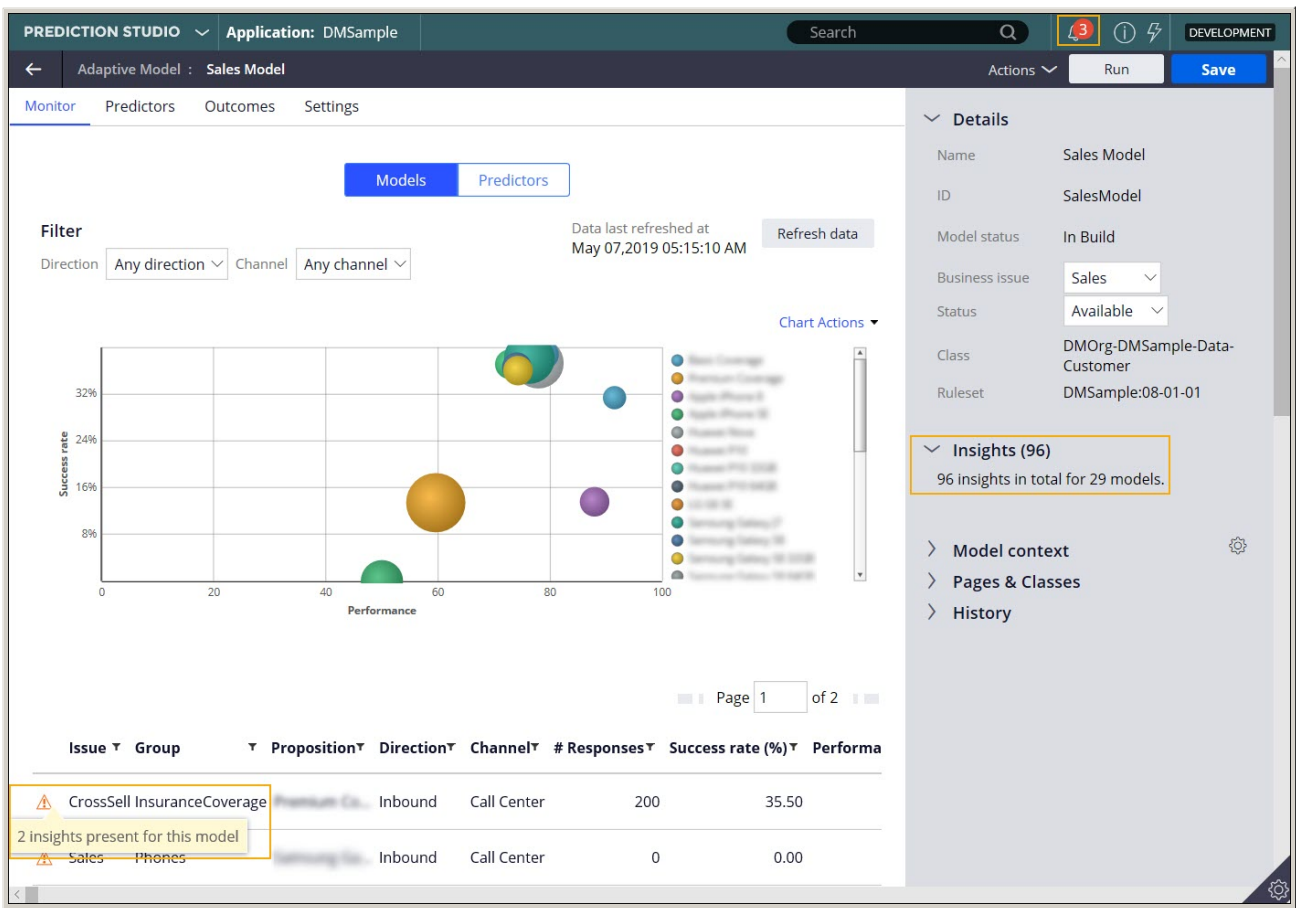 PREDICTION STUDIO Application: DMSample Search 3 DEVELOPMENT
Adaptive Model : Sales Model Actions Run Save
Monitor Predictors Outcomes Settings
Models Predictors
Filter
Direction Any direction Channel Any channel
Data last refreshed at
May 07,2019 05:15:10 AM
Refresh data
Chart Actions
32%
24%
16%
8%
Success rate
0 20 40 60 80 100
Performance
Page 1 of 2
Issue Group Proposition Direction Channel # Responses Success rate (%) Performa
CrossSell InsuranceCoverage Inbound Call Center 200 35.50
2 insights present for this model
Sales Phones Inbound Call Center 0 0.00
Details
Name Sales Model
ID SalesModel
Model status In Build
Business issue Sales
Status Available
Class DMOrg-DMSample-Data-
Customer
Ruleset DMSample:08-01-01
Insights (96)
96 insights in total for 29 models.
Model context
Pages & Classes
History